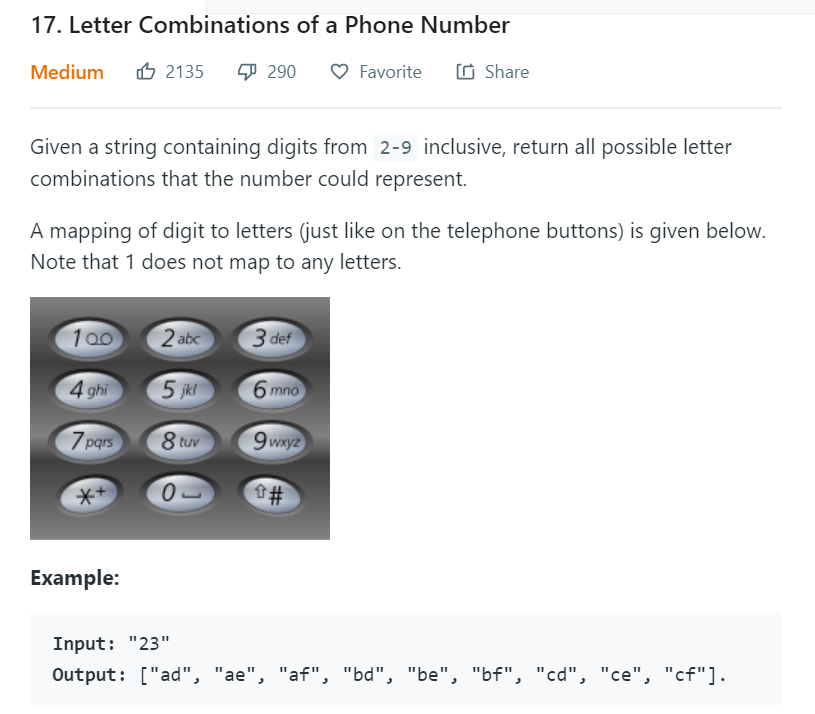 17. Letter Combinations of a Phone Number
Medium 2135 290 Favorite Share
Given a string containing digits from 2-9 inclusive, return all possible letter
combinations that the number could represent.
A mapping of digit to letters (just like on the telephone buttons) is given below.
Note that 1 does not map to any letters.
1 2 abc 3 def
4 ghi 5 jkl 6 mno
7 pqrs 8 tuv 9 wxyz
* + 0 #
Example:
Input: "23"
Output: ["ad", "ae", "af", "bd", "be", "bf", "cd", "ce", "cf"].